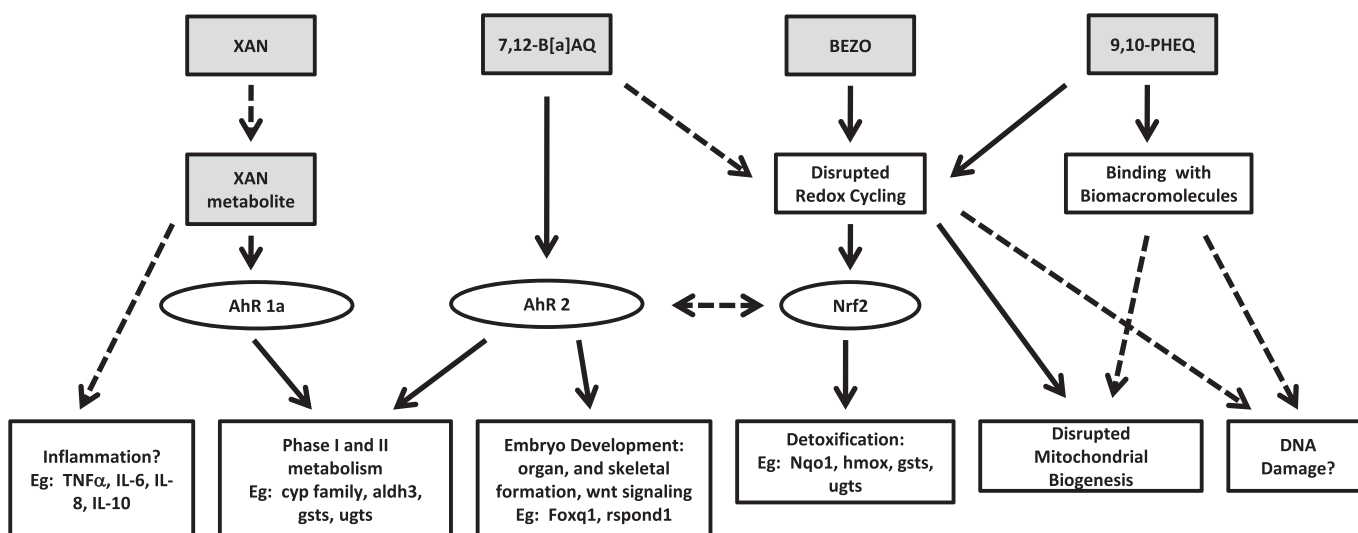 XAN
7,12-B[a]AQ
BEZO
9,10-PHEQ
XAN
metabolite
Disrupted
Redox Cycling
Binding with
Biomacromolecules
AhR 1a
AhR 2
Nrf2
Inflammation?
Eg: TNFα, IL-6, IL-
8, IL-10
Phase I and II
metabolism
Eg: cyp family, aldh3,
gsts, ugts
Embryo Development:
organ, and skeletal
formation, wnt signaling
Eg: Foxq1, rspond1
Detoxification:
Eg: Nqo1, hmox, gsts,
ugts
Disrupted
Mitochondrial
Biogenesis
DNA
Damage?